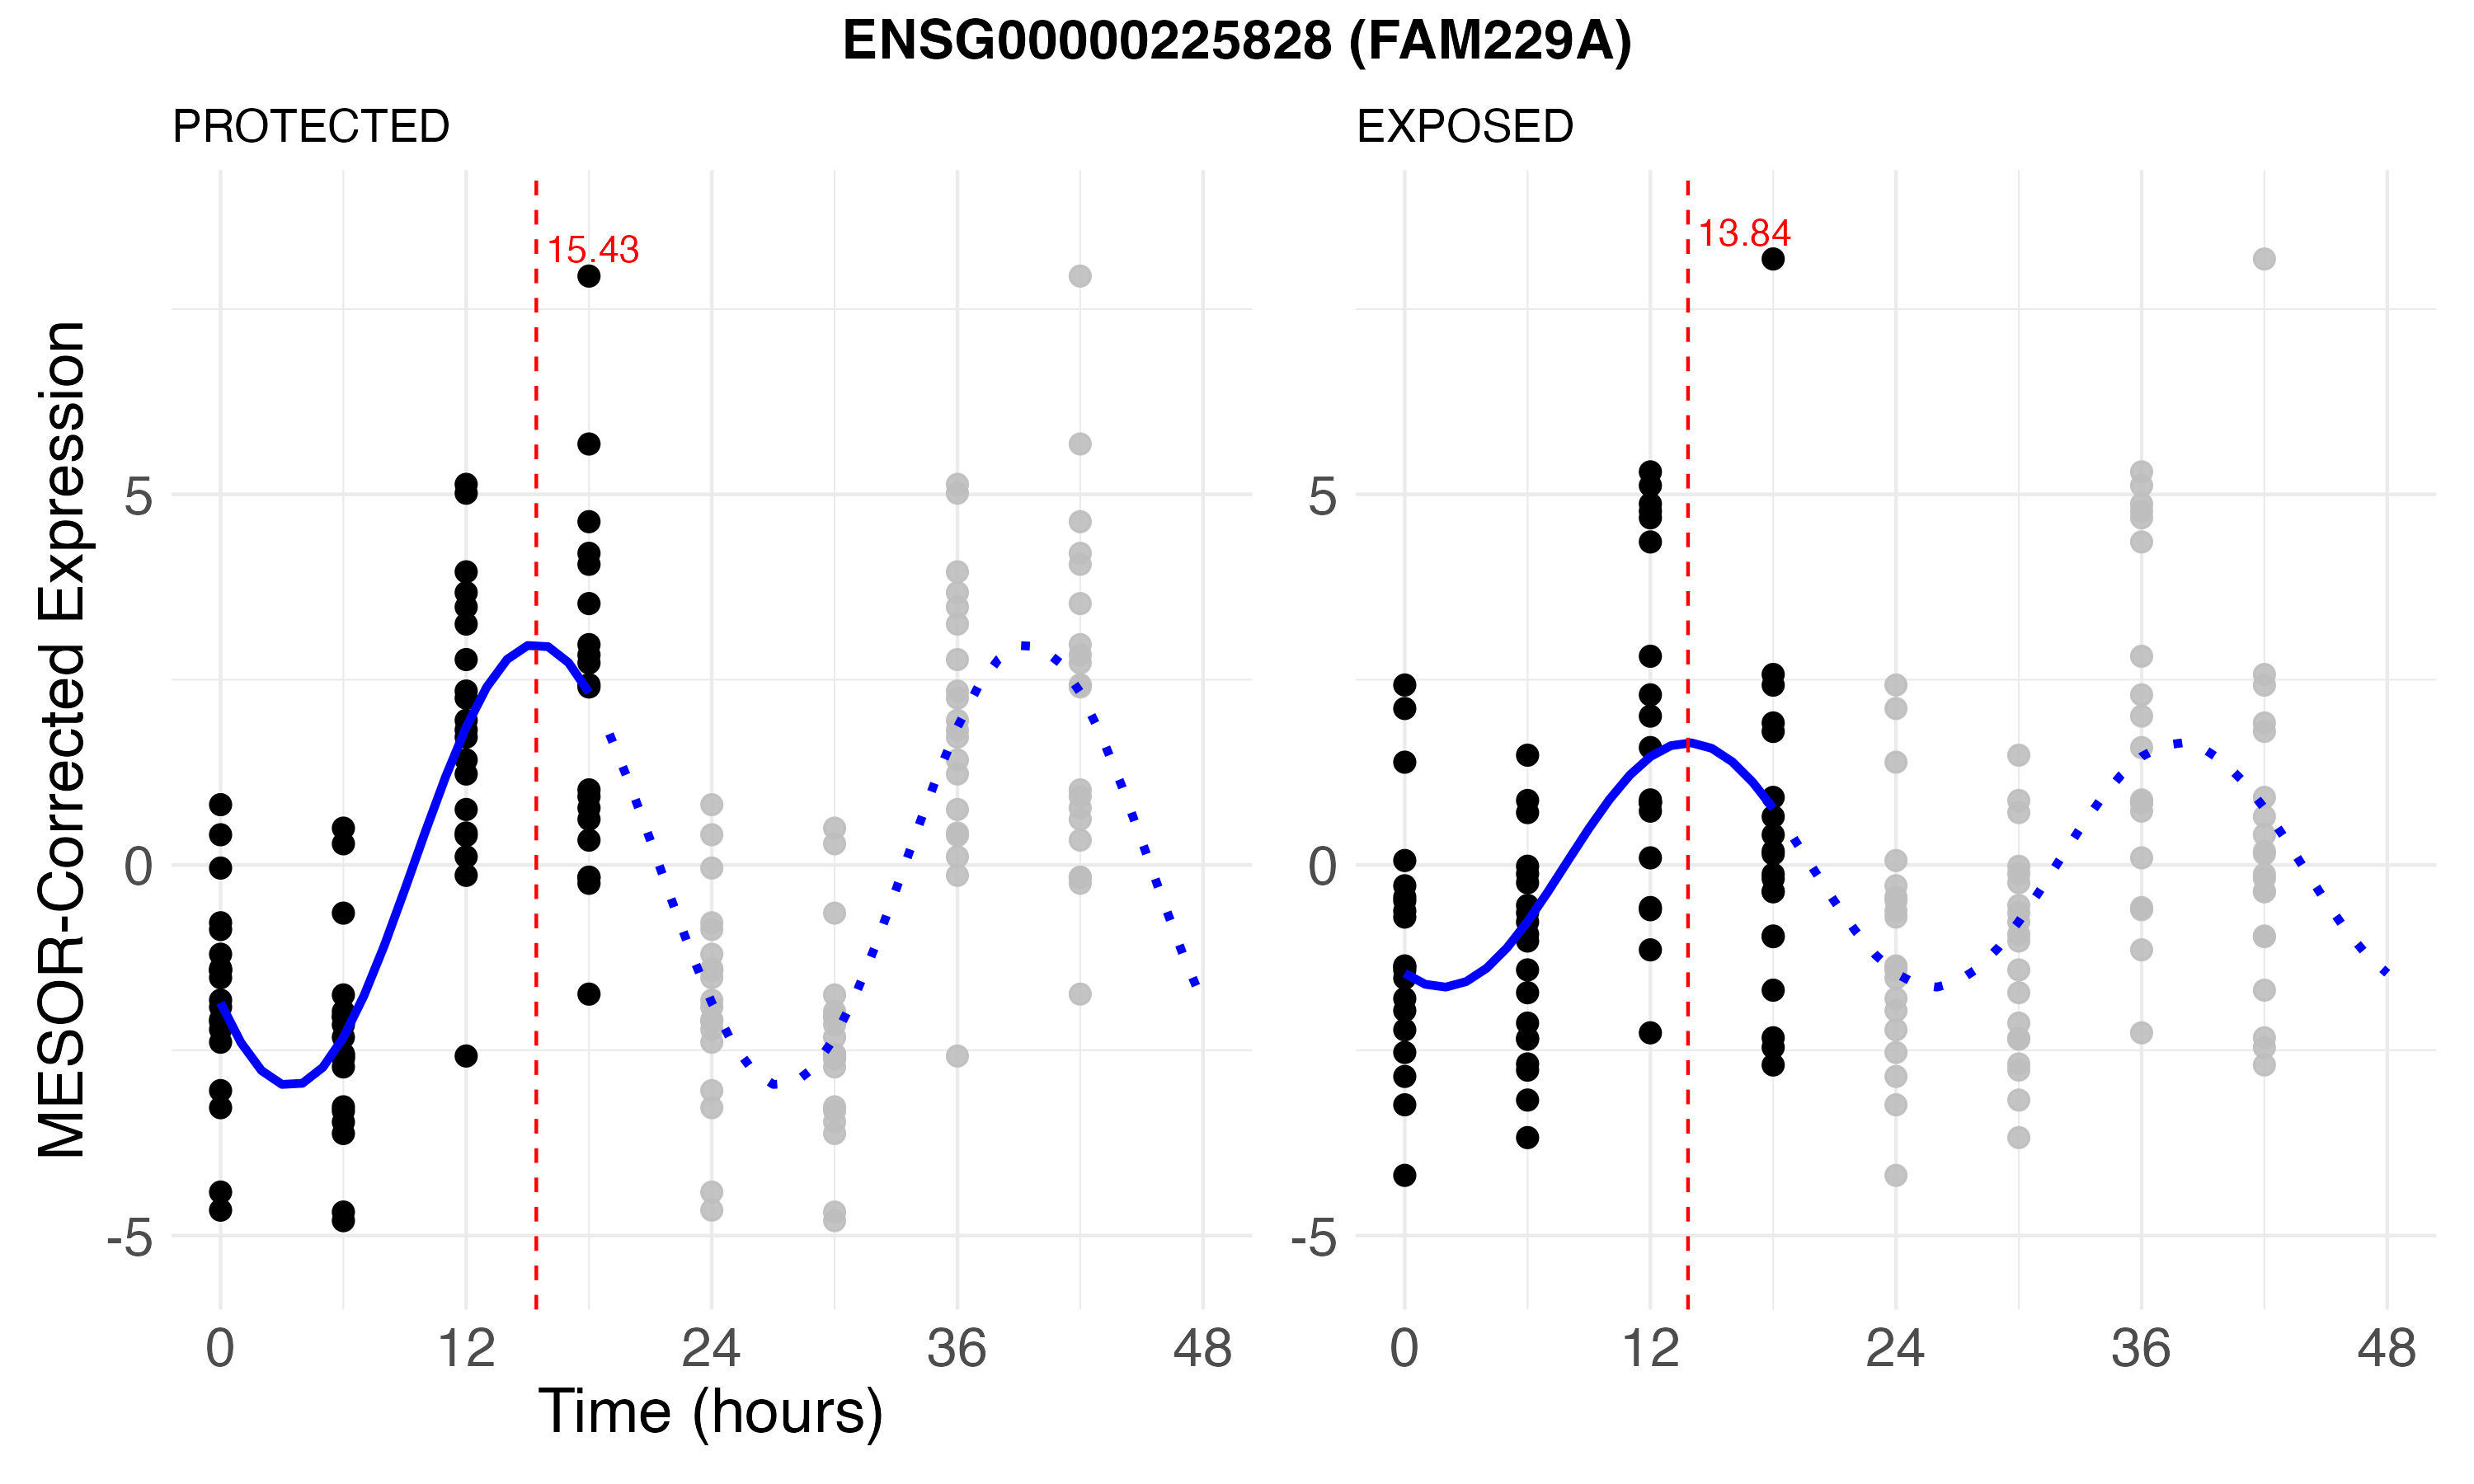 ENSG00000225828 (FAM229A)
PROTECTED
EXPOSED
15.43
13.84
MESOR-Corrected Expression
5
0
-5
5
0
-5
0 12 24 36 48
0 12 24 36 48
Time (hours)